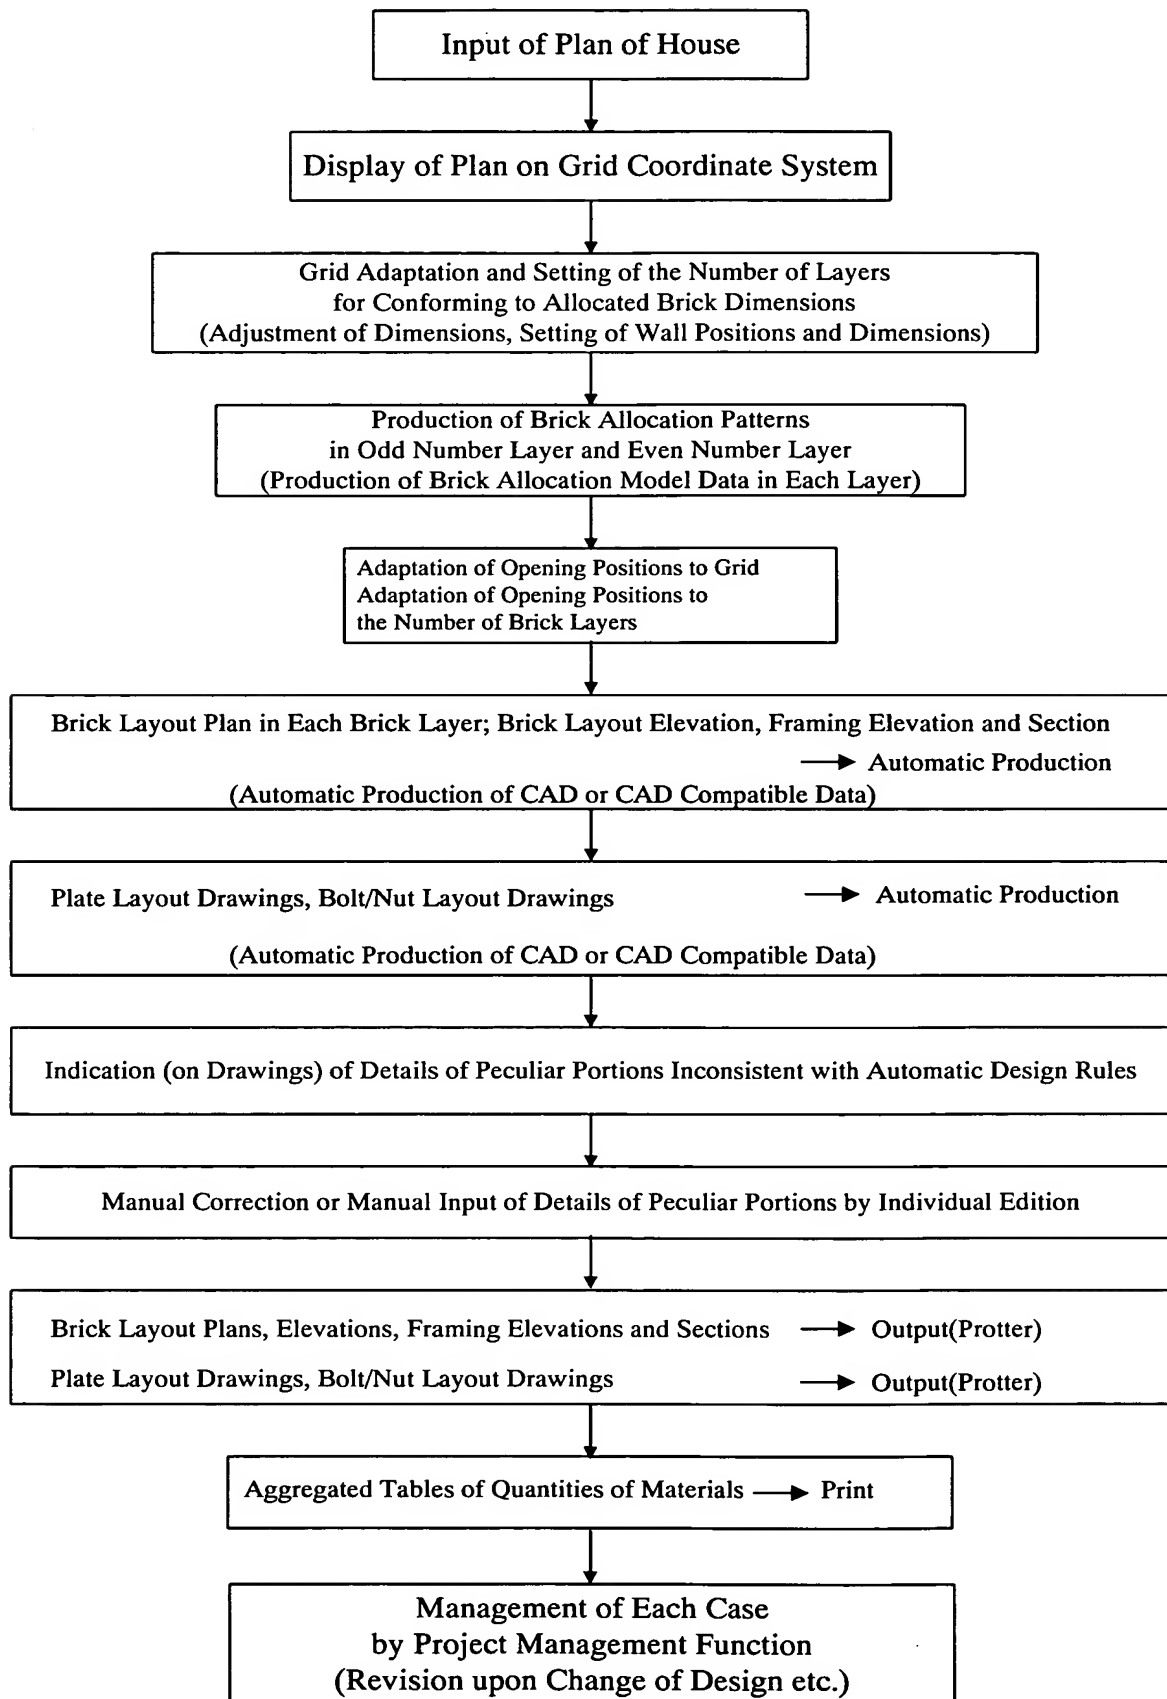 Input of Plan of House
Display of Plan on Grid Coordinate System
Grid Adaptation and Setting of the Number of Layers
for Conforming to Allocated Brick Dimensions
(Adjustment of Dimensions, Setting of Wall Positions and Dimensions)
Production of Brick Allocation Patterns
in Odd Number Layer and Even Number Layer
(Production of Brick Allocation Model Data in Each Layer)
Adaptation of Opening Positions to Grid
Adaptation of Opening Positions to
the Number of Brick Layers
Brick Layout Plan in Each Brick Layer; Brick Layout Elevation, Framing Elevation and Section
→ Automatic Production
(Automatic Production of CAD or CAD Compatible Data)
Plate Layout Drawings, Bolt/Nut Layout Drawings → Automatic Production
(Automatic Production of CAD or CAD Compatible Data)
Indication (on Drawings) of Details of Peculiar Portions Inconsistent with Automatic Design Rules
Manual Correction or Manual Input of Details of Peculiar Portions by Individual Edition
Brick Layout Plans, Elevations, Framing Elevations and Sections → Output(Protter)
Plate Layout Drawings, Bolt/Nut Layout Drawings → Output(Protter)
Aggregated Tables of Quantities of Materials → Print
Management of Each Case
by Project Management Function
(Revision upon Change of Design etc.)